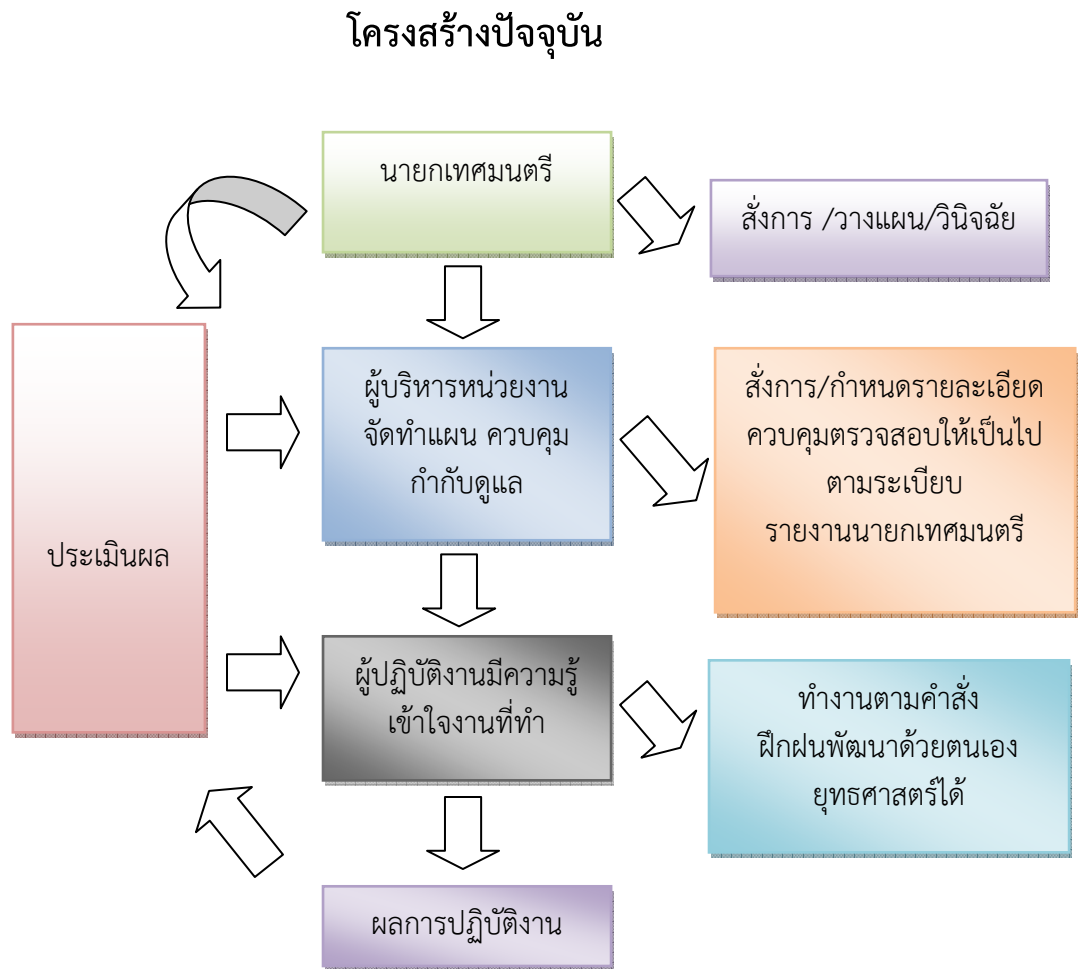 โครงสร้างปัจจุบัน
นายกเทศมนตรี
สั่งการ /วางแผน/วินิจฉัย
ผู้บริหารหน่วยงาน
จัดทำแผน ควบคุม
กำกับดูแล
สั่งการ/กำหนดรายละเอียด
ควบคุมตรวจสอบให้เป็นไป
ตามระเบียบ
รายงานนายกเทศมนตรี
ประเมินผล
ผู้ปฏิบัติงานมีความรู้
เข้าใจงานที่ทำ
ทำงานตามคำสั่ง
ฝึกฝนพัฒนาด้วยตนเอง
ยุทธศาสตร์ได้
ผลการปฏิบัติงาน